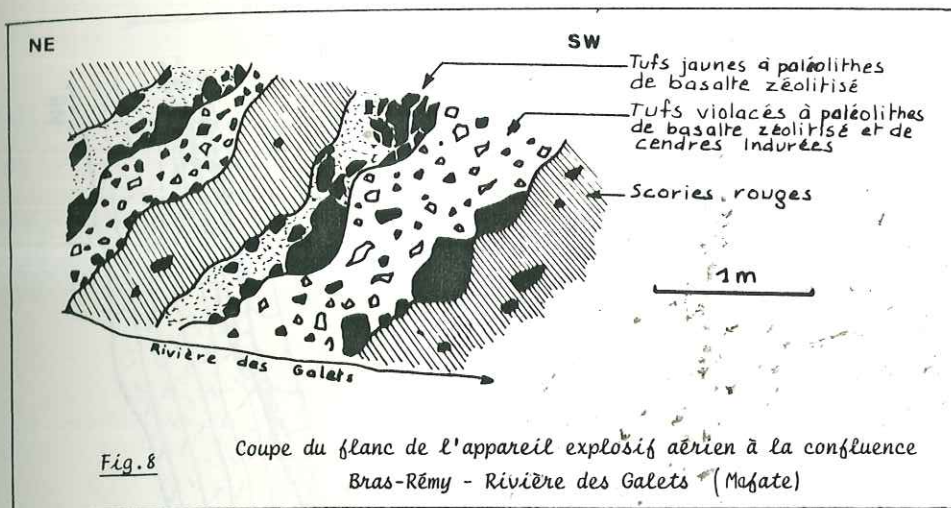 NE
SW
Tufs jaunes à paléolithes
de basalte zéolitisé
Tufs violacés à paléolithes
de basalte zéolitisé et de
cendres indurées
Scories rouges
1m
Rivière des Galets
Fig.8
Coupe du flanc de l'appareil explosif aérien à la confluence
Bras-Rémy - Rivière des Galets (Mafate)